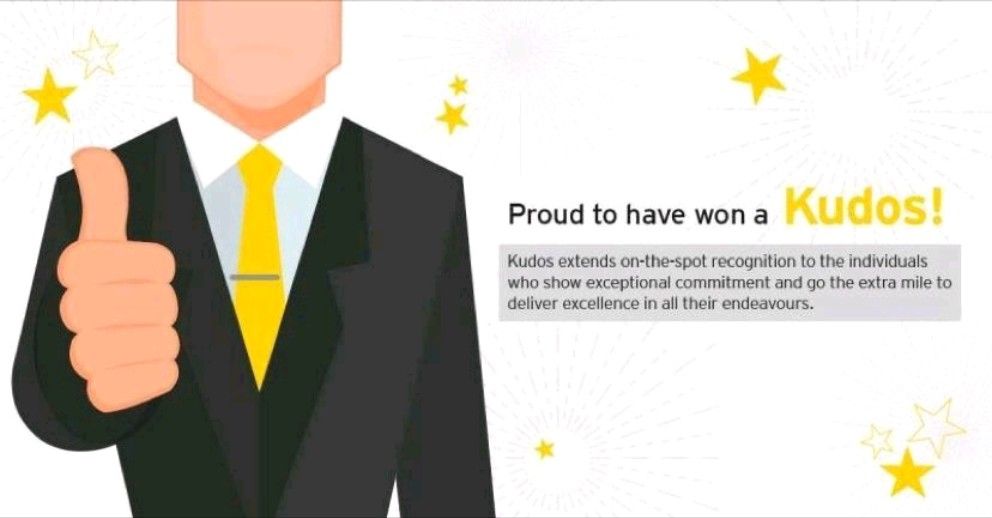 Proud to have won a Kudos!
Kudos extends on-the-spot recognition to the individuals
who show exceptional commitment and go the extra mile to
deliver excellence in all their endeavours.